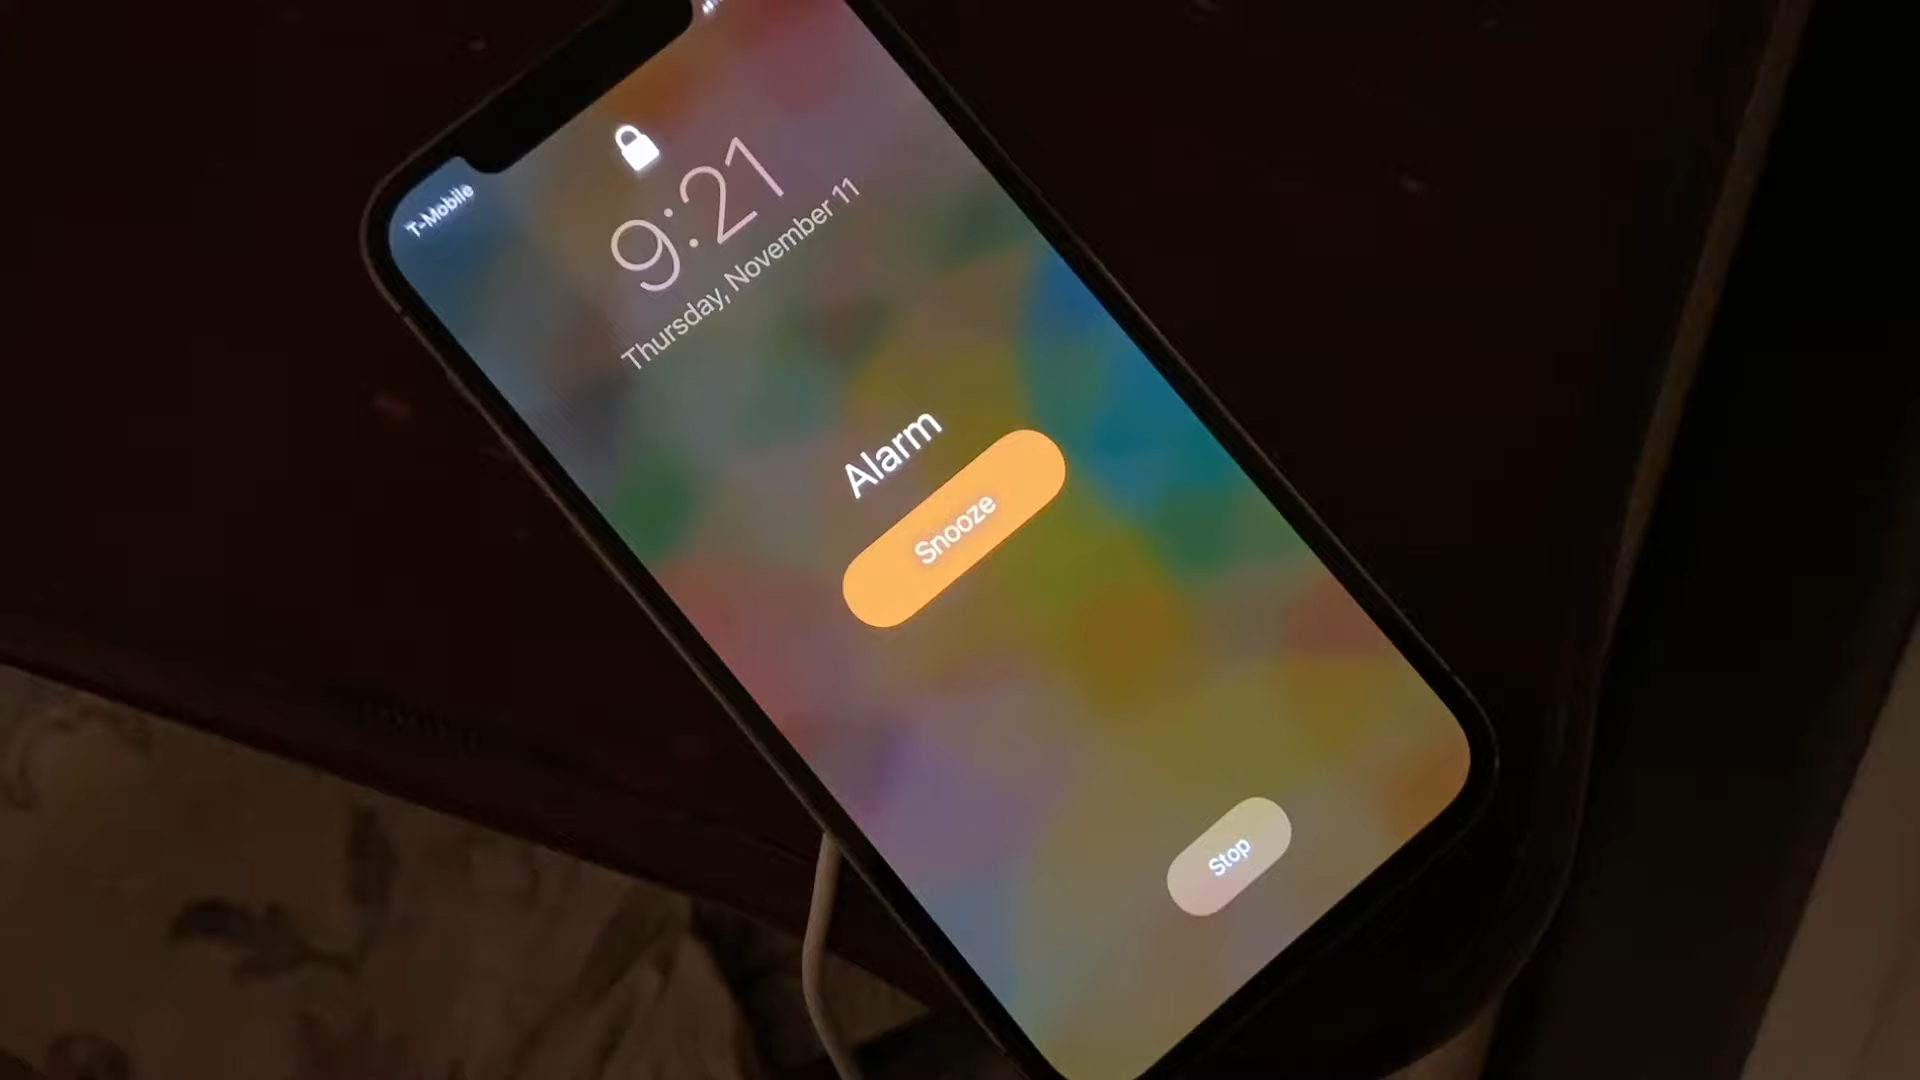 T-Mobile
9:21
Thursday, November 11
Alarm
Snooze
Stop